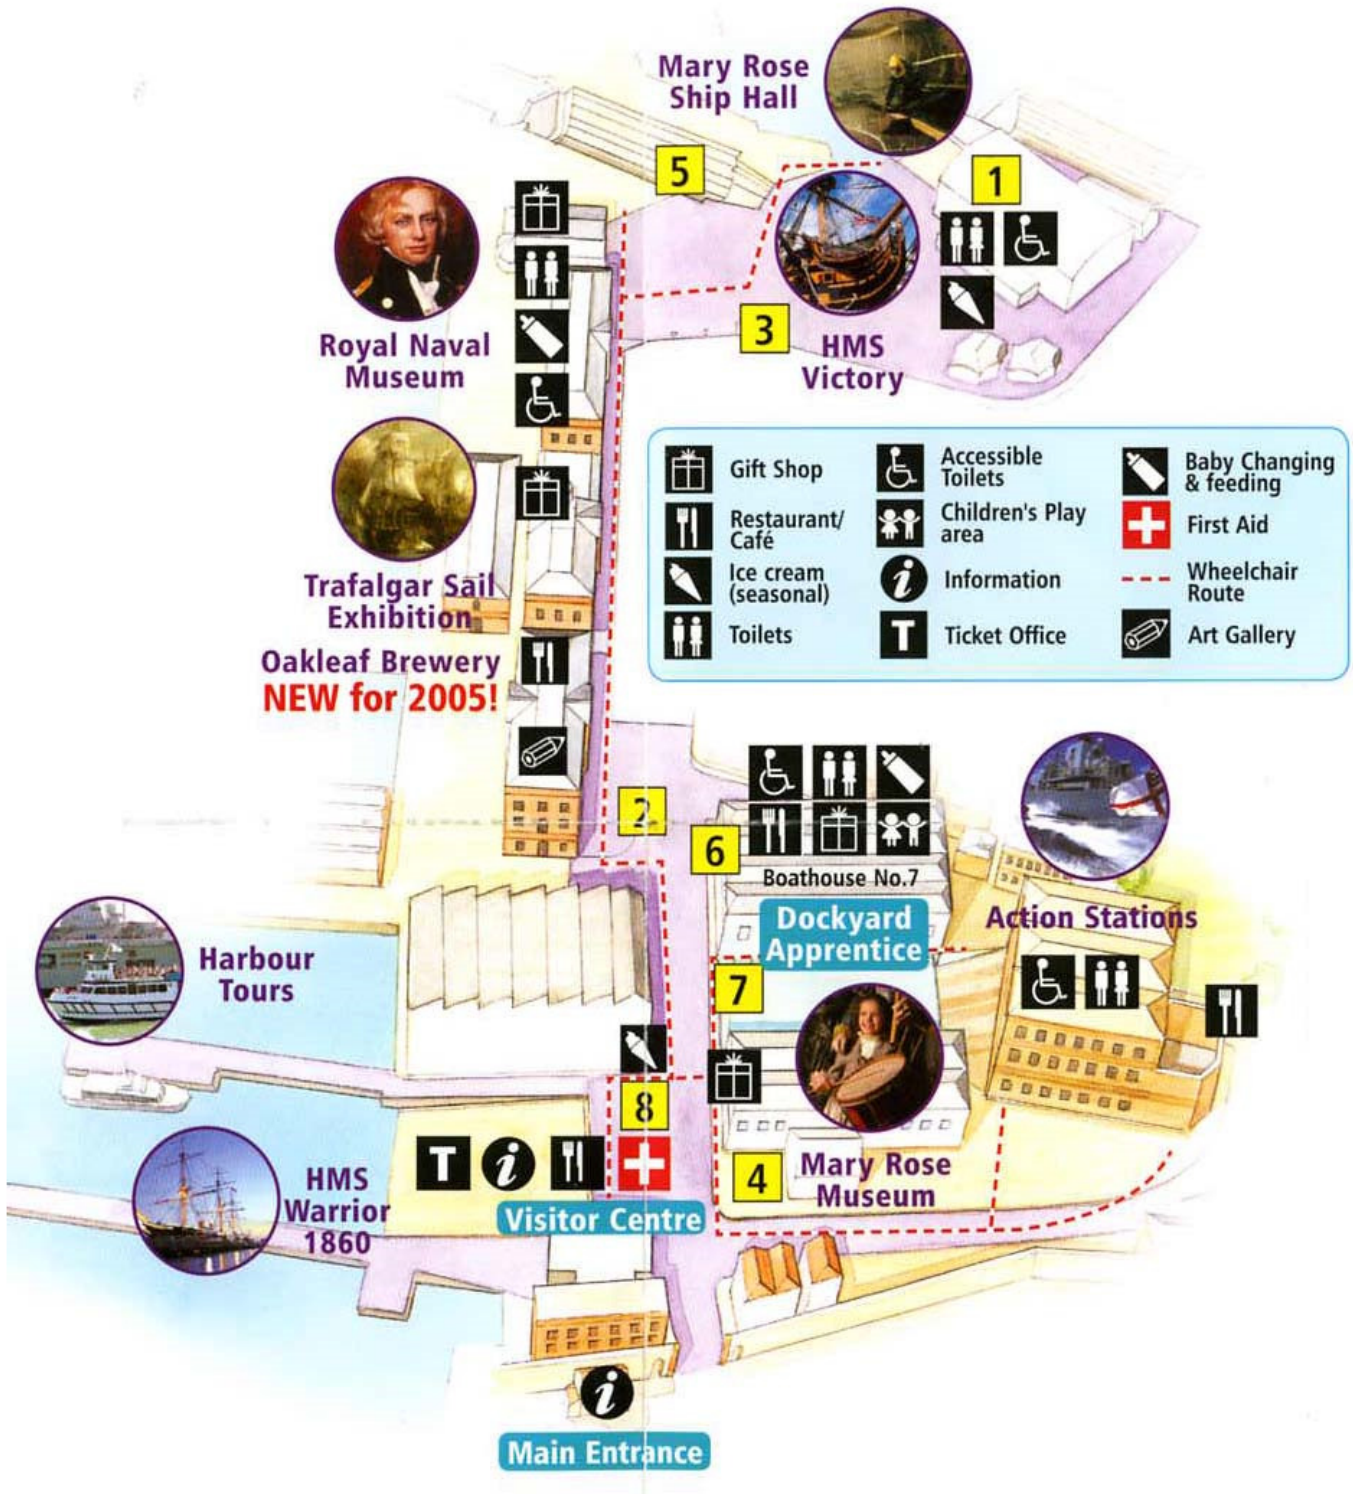 Mary Rose
Ship Hall
5
1
Royal Naval
Museum
3
HMS
Victory
Gift Shop
Accessible
Toilets
Baby Changing
& feeding
Restaurant/
Café
Children's Play
area
First Aid
Ice cream
(seasonal)
i
Information
Wheelchair
Route
Toilets
T
Ticket Office
Art Gallery
Trafalgar Sail
Exhibition
Oakleaf Brewery
NEW for 2005!
2
6
Boathouse No.7
Dockyard
Apprentice
Action Stations
Harbour
Tours
7
8
T
i
HMS
Warrior
1860
Visitor Centre
4
Mary Rose
Museum
i
Main Entrance